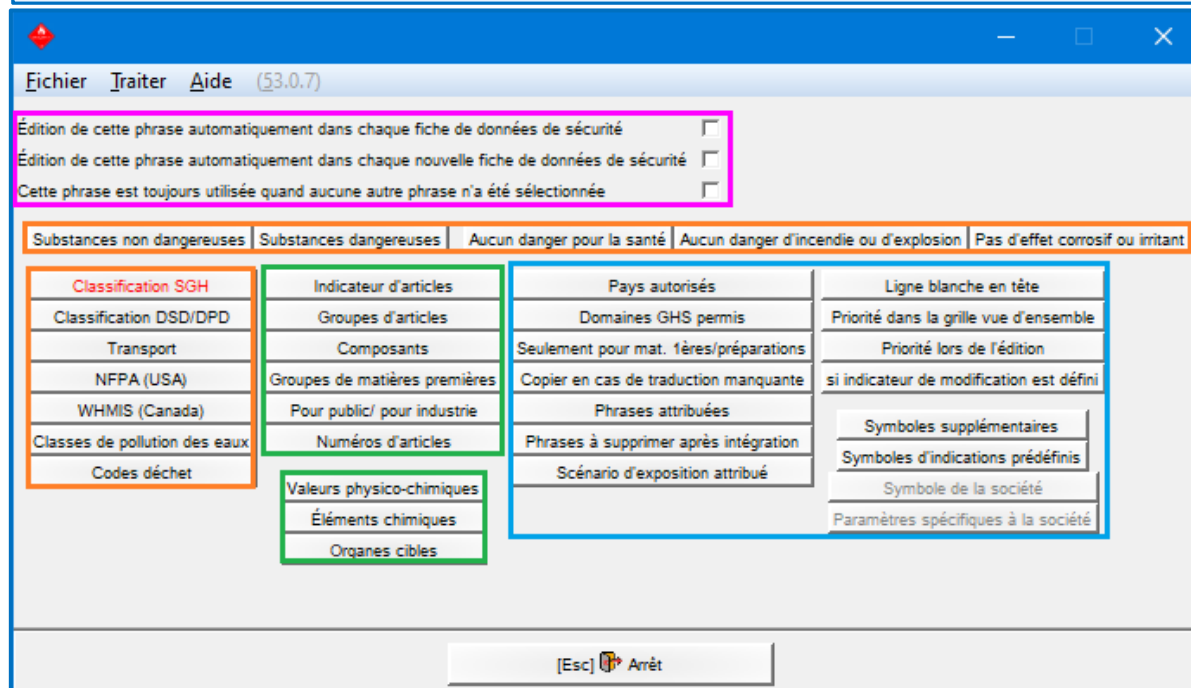 Fichier Traiter Aide (53.0.7)
Édition de cette phrase automatiquement dans chaque fiche de données de sécurité
Édition de cette phrase automatiquement dans chaque nouvelle fiche de données de sécurité
Cette phrase est toujours utilisée quand aucune autre phrase n'a été sélectionnée
Substances non dangereuses Substances dangereuses Aucun danger pour la santé Aucun danger d'incendie ou d'explosion Pas d'effet corrosif ou irritant
Classification SGH
Classification DSD/DPD
Transport
NFPA (USA)
WHMIS (Canada)
Classes de pollution des eaux
Codes déchet
Indicateur d'articles
Groupes d'articles
Composants
Groupes de matières premières
Pour public/ pour industrie
Numéros d'articles
Valeurs physico-chimiques
Éléments chimiques
Organes cibles
Pays autorisés
Domaines GHS permis
Seulement pour mat. 1ères/préparations
Copier en cas de traduction manquante
Phrases attribuées
Phrases à supprimer après intégration
Scénario d'exposition attribué
Ligne blanche en tête
Priorité dans la grille vue d'ensemble
Priorité lors de l'édition
si indicateur de modification est défini
Symboles supplémentaires
Symboles d'indications prédéfinis
Symbole de la société
Paramètres spécifiques à la société
[Esc] Arrêt